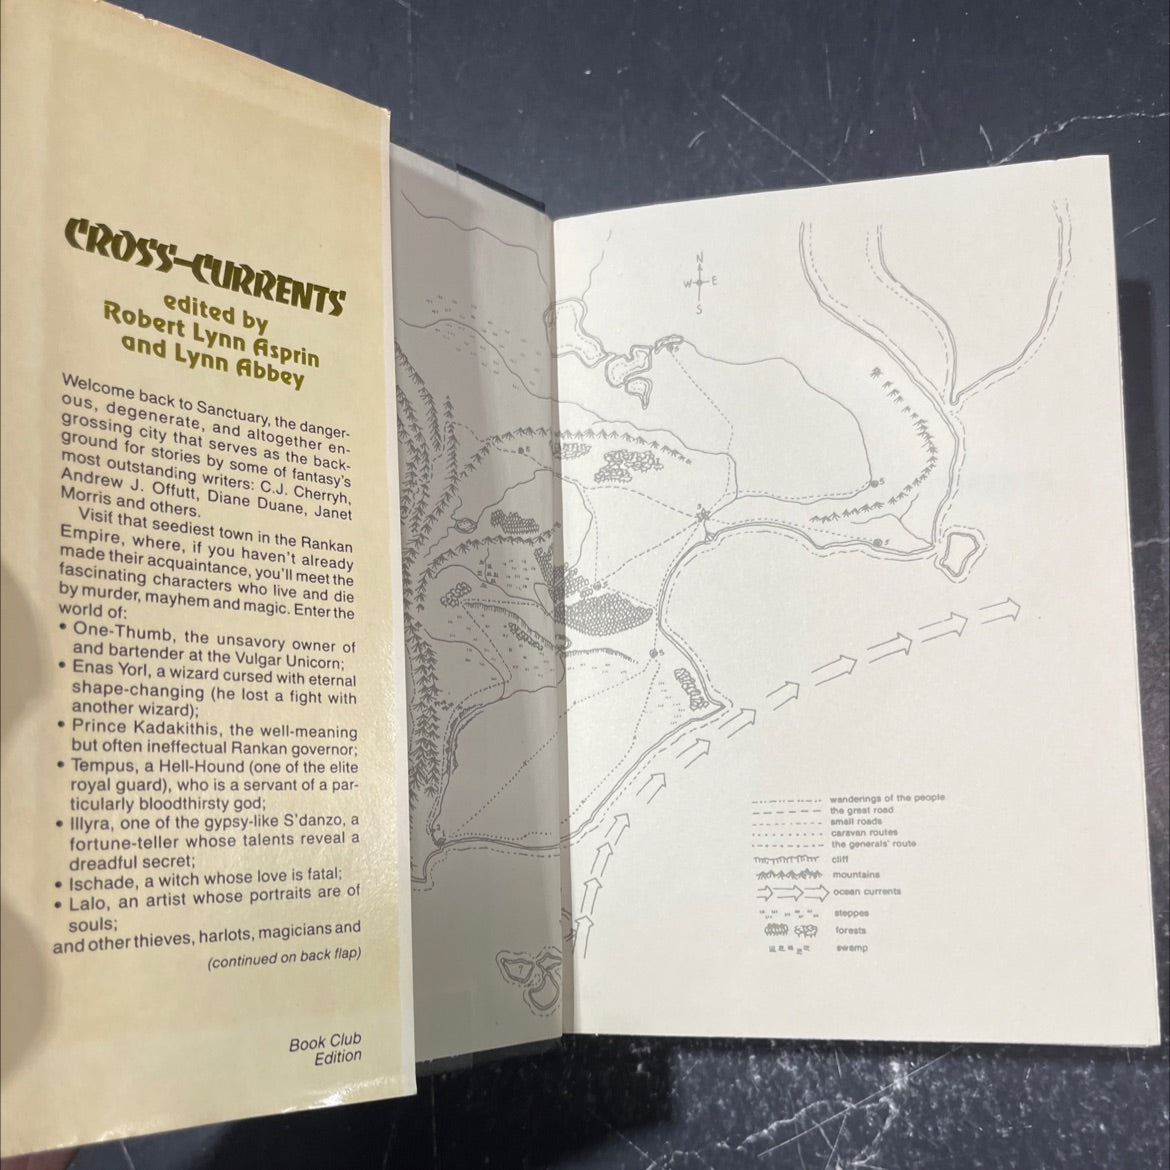 CROSS-CURRENTS
edited by
Robert Lynn Asprin
and Lynn Abbey
Welcome back to Sanctuary, the danger-
ous, degenerate, and altogether en-
grossing city that serves as the back-
ground for stories by some of fantasy's
most outstanding writers: C.J. Cherryh,
Andrew J. Offutt, Diane Duane, Janet
Morris and others.
Visit that seediest town in the Rankan
Empire, where, if you haven't already
made their acquaintance, you'll meet the
fascinating characters who live and die
by murder, mayhem and magic. Enter the
world of:
• One-Thumb, the unsavory owner of
and bartender at the Vulgar Unicorn;
• Enas Yorl, a wizard cursed with eternal
shape-changing (he lost a fight with
another wizard);
• Prince Kadakithis, the well-meaning
but often ineffectual Rankan governor;
• Tempus, a Hell-Hound (one of the elite
royal guard), who is a servant of a par-
ticularly bloodthirsty god;
• Illyra, one of the gypsy-like S'danzo, a
fortune-teller whose talents reveal a
dreadful secret;
• Ischade, a witch whose love is fatal;
• Lalo, an artist whose portraits are of
souls;
and other thieves, harlots, magicians and
(continued on back flap)
Book Club
Edition
N
W E
S
5
5
5
5
5
wanderings of the people
the great road
small roads
caravan routes
the generals' route
cliff
mountains
ocean currents
steppes
forests
swamp